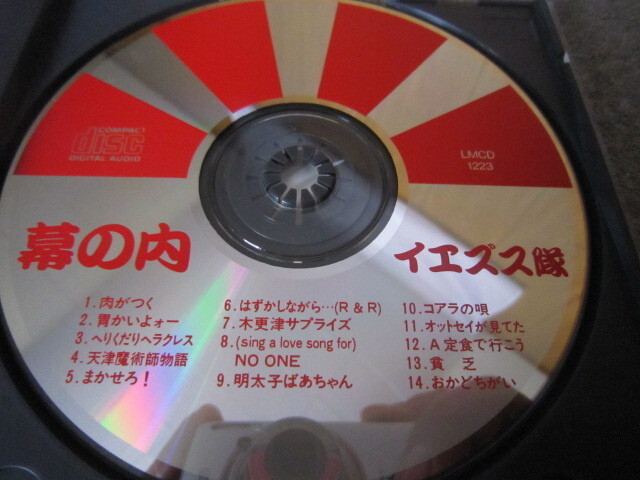 COMPACT
disc
DIGITAL AUDIO
LMCD
1223
幕の内
イエズス隊
1.肉がつく
2.胃かいよォー
3.へりくだりヘラクレス
4.天津魔術師物語
5.まかせろ!
6.はずかしながら…(R & R)
7.木更津サプライズ
8.(sing a love song for)
NO ONE
9.明太子ばあちゃん
10.コアラの唄
11.オットセイが見てた
12.A定食で行こう
13.貧 乏
14.おかどちがい